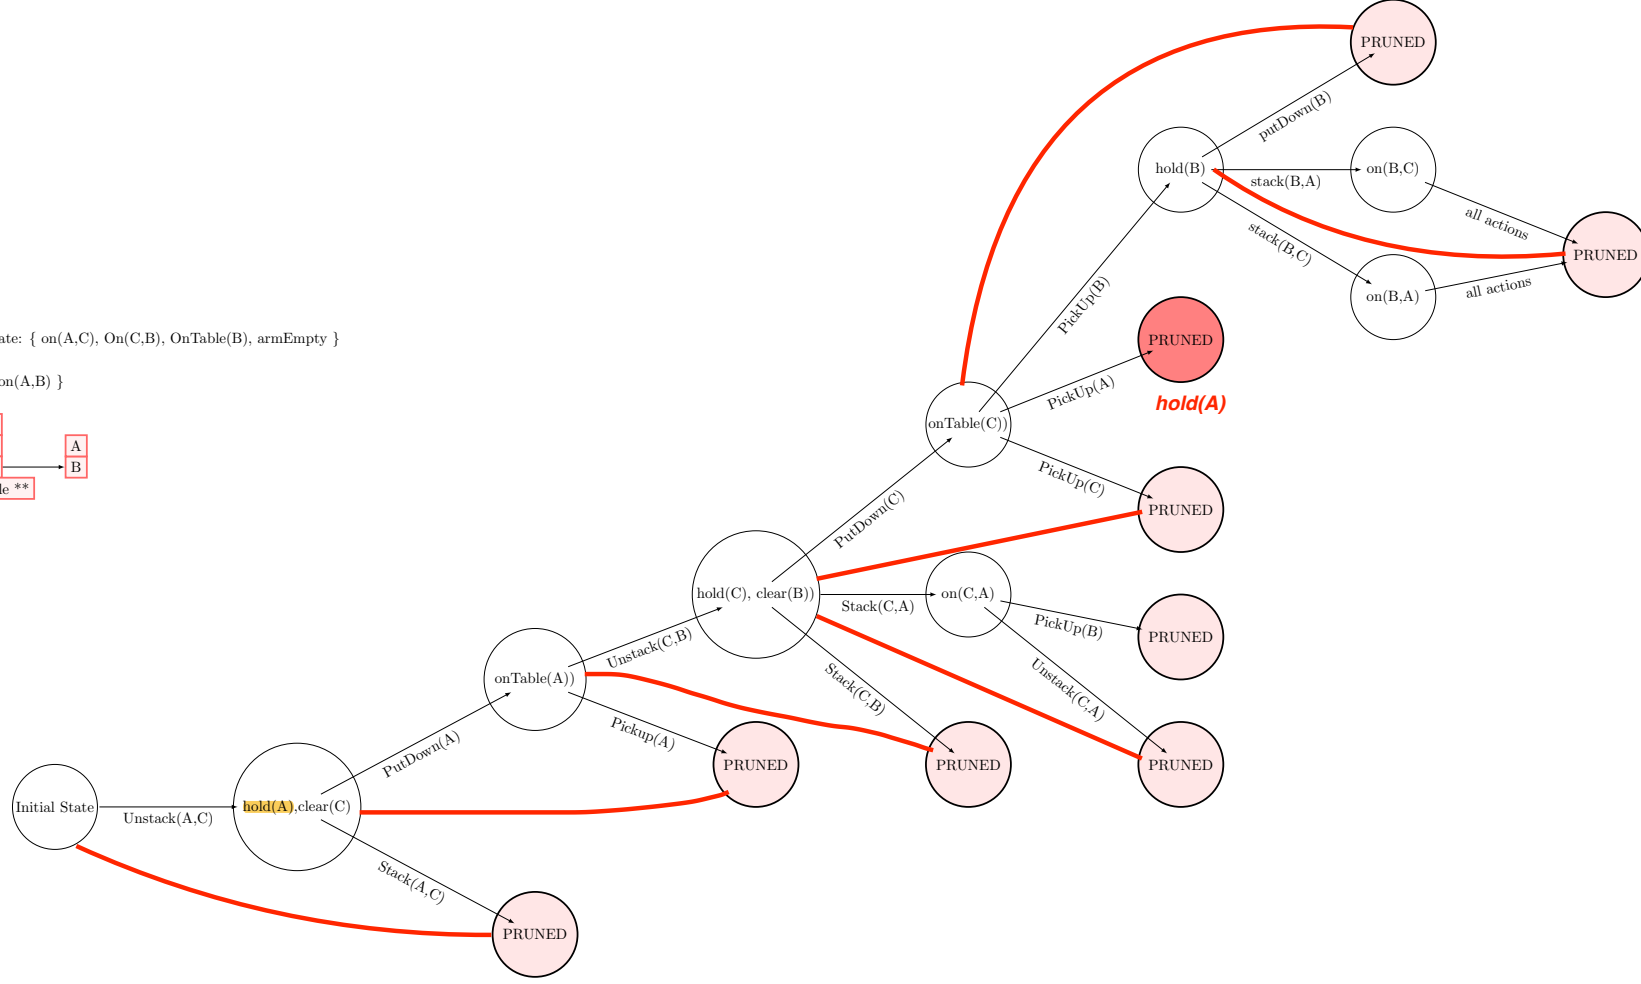 PRUNED
putDown(B)
hold(B)
stack(B,A)
on(B,C)
all actions
stack(B,C)
PRUNED
on(B,A)
all actions
PickUp(B)
ate: { on(A,C), On(C,B), OnTable(B), armEmpty }
PRUNED
on(A,B) }
PickUp(A)
hold(A)
onTable(C))
A
B
le **
PickUp(C)
PRUNED
PutDown(C)
hold(C), clear(B))
Stack(C,A)
on(C,A)
PickUp(B)
PRUNED
Unstack(C,B)
onTable(A))
Stack(C,B)
Unstack(C,A)
Pickup(A)
PutDown(A)
PRUNED
PRUNED
PRUNED
Initial State
Unstack(A,C)
hold(A),clear(C)
Stack(A,C)
PRUNED